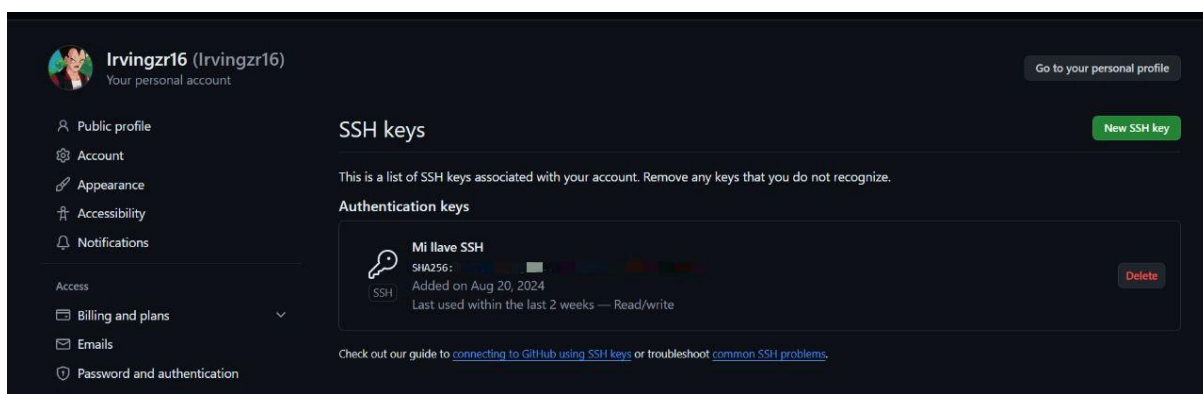 Irvingzr16 (Irvingzr16)
Your personal account
Go to your personal profile
Public profile
Account
Appearance
Accessibility
Notifications
Access
Billing and plans
Emails
Password and authentication
SSH keys
New SSH key
This is a list of SSH keys associated with your account. Remove any keys that you do not recognize.
Authentication keys
Mi llave SSH
SHA256:
SSH
Added on Aug 20, 2024
Last used within the last 2 weeks — Read/write
Delete
Check out our guide to connecting to GitHub using SSH keys or troubleshoot common SSH problems.